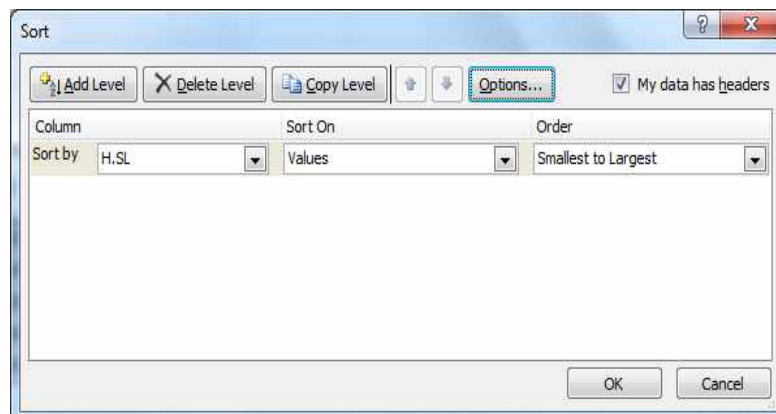 Sort
Add Level Delete Level Copy Level Options... My data has headers
Column Sort On Order
Sort by H.SL Values Smallest to Largest
OK Cancel